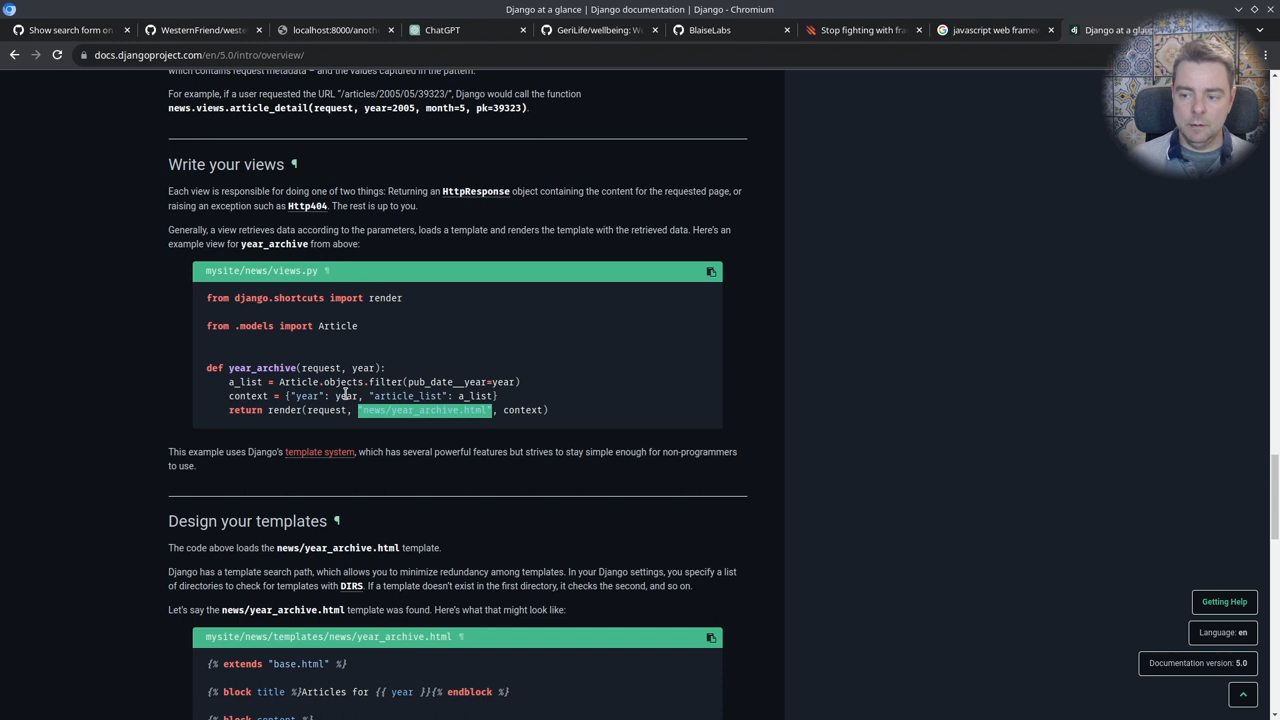 Django at a glance | Django documentation | Django - Chromium
Show search form on
WesternFriend/weste
localhost:8000/anoth
ChatGPT
GeriLife/wellbeing: W
BlaiseLabs
Stop fighting with fra
javascript web framew
Django at a glance
docs.djangoproject.com/en/5.0/intro/overview/
which contains request metadata – and the values captured in the pattern.
For example, if a user requested the URL “/articles/2005/05/39323/”, Django would call the function
news.views.article_detail(request, year=2005, month=5, pk=39323).
Write your views ¶
Each view is responsible for doing one of two things: Returning an HttpResponse object containing the content for the requested page, or
raising an exception such as Http404. The rest is up to you.
Generally, a view retrieves data according to the parameters, loads a template and renders the template with the retrieved data. Here’s an
example view for year_archive from above:
mysite/news/views.py ¶
from django.shortcuts import render
from .models import Article
def year_archive(request, year):
a_list = Article.objects.filter(pub_date__year=year)
context = {"year": year, "article_list": a_list}
return render(request, "news/year_archive.html", context)
This example uses Django’s template system, which has several powerful features but strives to stay simple enough for non-programmers
to use.
Design your templates ¶
The code above loads the news/year_archive.html template.
Django has a template search path, which allows you to minimize redundancy among templates. In your Django settings, you specify a list
of directories to check for templates with DIRS. If a template doesn’t exist in the first directory, it checks the second, and so on.
Let’s say the news/year_archive.html template was found. Here’s what that might look like:
mysite/news/templates/news/year_archive.html ¶
{% extends "base.html" %}
{% block title %}Articles for {{ year }}{% endblock %}
{% block content %}
Getting Help
Language: en
Documentation version: 5.0